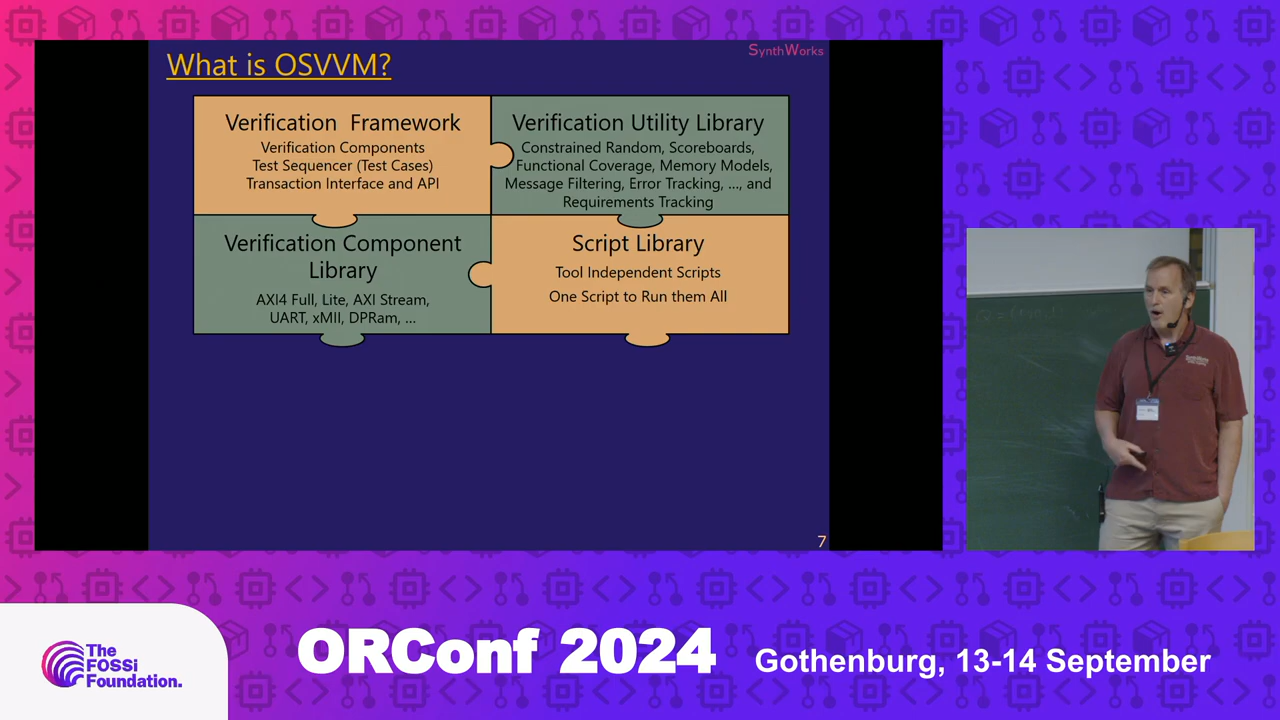 What is OSVVM?
SynthWorks
Verification Framework
Verification Components
Test Sequencer (Test Cases)
Transaction Interface and API
Verification Utility Library
Constrained Random, Scoreboards,
Functional Coverage, Memory Models,
Message Filtering, Error Tracking, ..., and
Requirements Tracking
Verification Component
Library
AXI4 Full, Lite, AXI Stream,
UART, xMII, DPRam, ...
Script Library
Tool Independent Scripts
One Script to Run them All
7
The
FOSSi
Foundation.
ORConf 2024
Gothenburg, 13-14 September